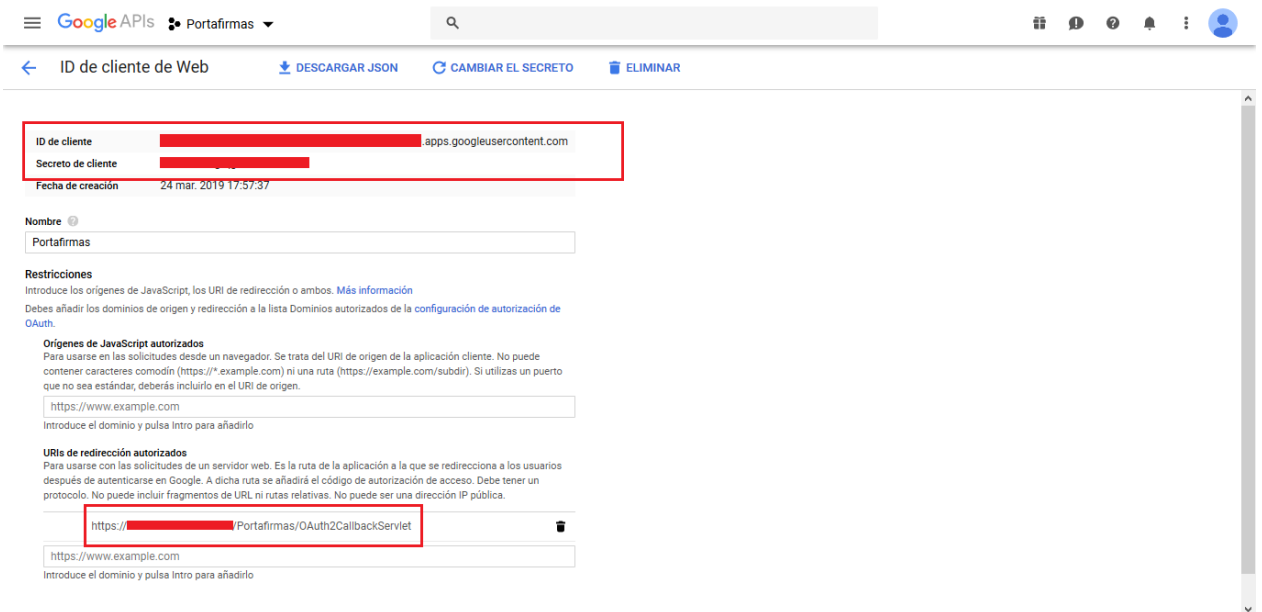 Google APIs Portafirmas
ID de cliente de Web DESCARGAR JSON CAMBIAR EL SECRETO ELIMINAR
ID de cliente .apps.googleusercontent.com
Secreto de cliente
Fecha de creación 24 mar. 2019 17:57:37
Nombre
Portafirmas
Restricciones
Introduce los orígenes de JavaScript, los URI de redirección o ambos. Más información
Debes añadir los dominios de origen y redirección a la lista Dominios autorizados de la configuración de autorización de
OAuth.
Orígenes de JavaScript autorizados
Para usarse en las solicitudes desde un navegador. Se trata del URI de origen de la aplicación cliente. No puede
contener caracteres comodín (https://*.example.com) ni una ruta (https://example.com/subdir). Si utilizas un puerto
que no sea estándar, deberás incluirlo en el URI de origen.
https://www.example.com
Introduce el dominio y pulsa Intro para añadirlo
URIs de redirección autorizados
Para usarse con las solicitudes de un servidor web. Es la ruta de la aplicación a la que se redirecciona a los usuarios
después de autenticarse en Google. A dicha ruta se añadirá el código de autorización de acceso. Debe tener un
protocolo. No puede incluir fragmentos de URL ni rutas relativas. No puede ser una dirección IP pública.
https:// /Portafirmas/OAuth2CallbackServlet
https://www.example.com
Introduce el dominio y pulsa Intro para añadirlo